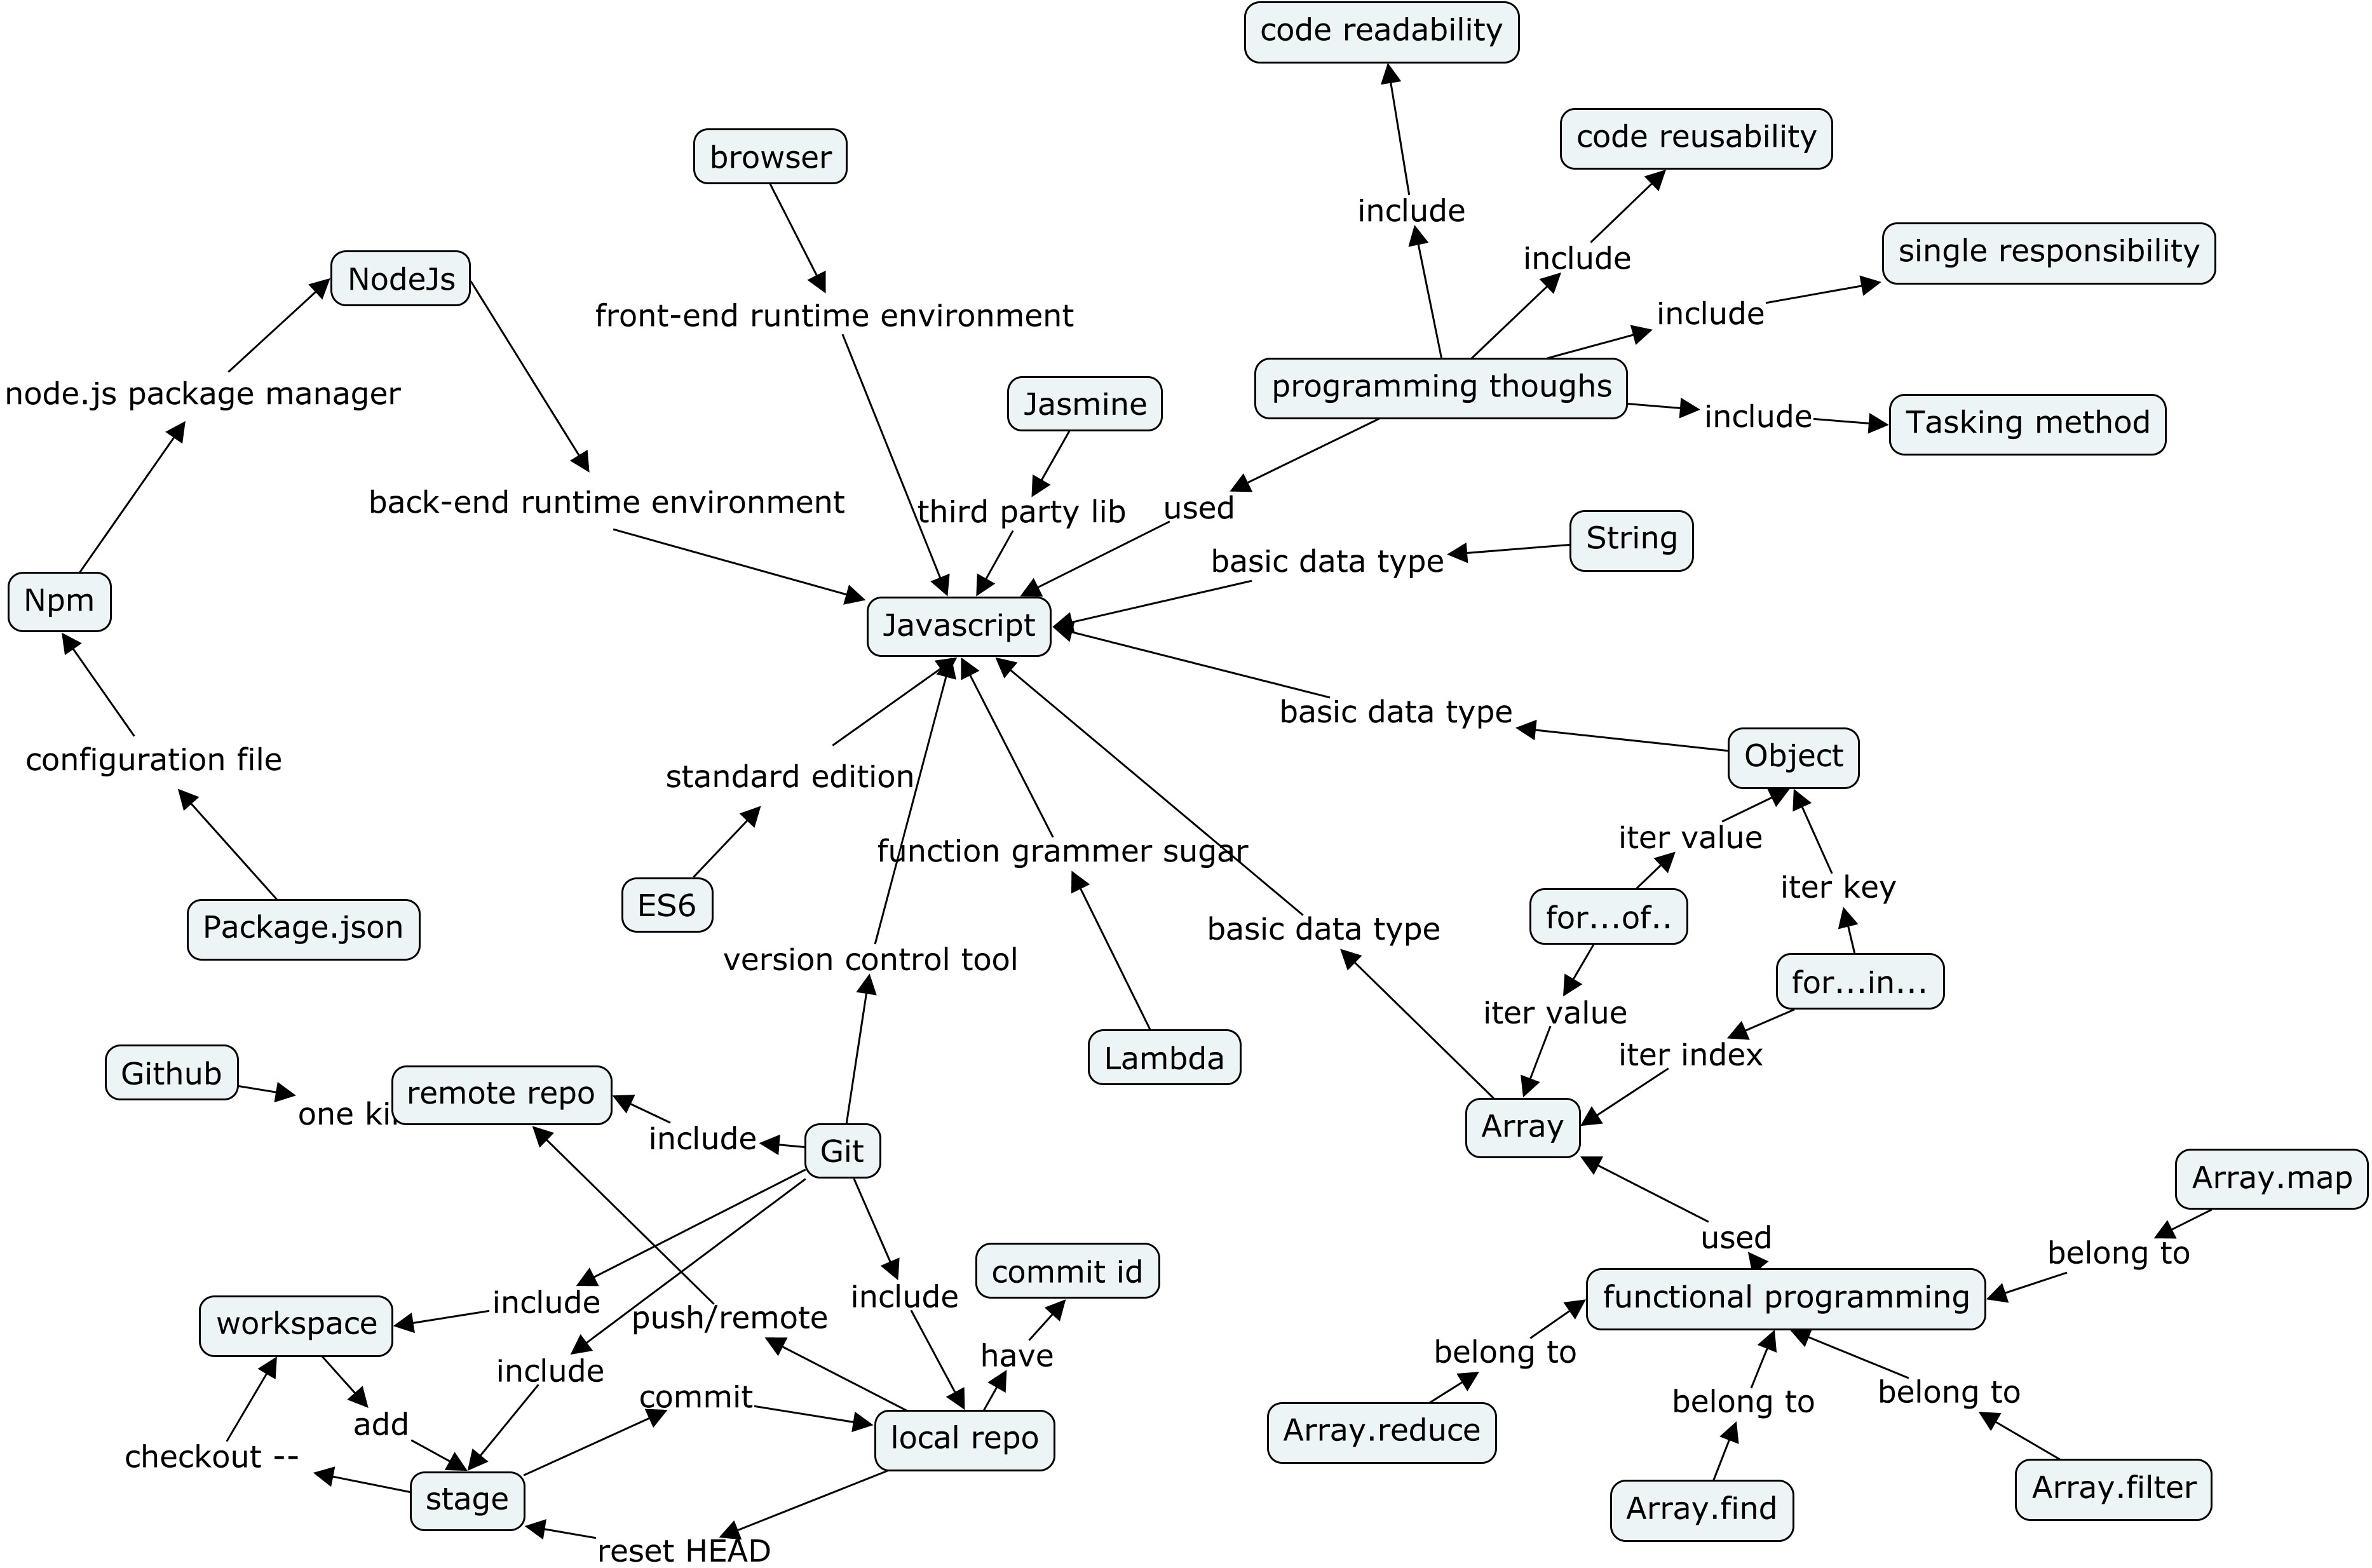 code readability
code reusability
browser
include
single responsibility
include
NodeJs
include
front-end runtime environment
programming thoughs
node.js package manager
Jasmine
include
Tasking method
back-end runtime environment
third party lib
used
String
basic data type
Npm
Javascript
basic data type
Object
configuration file
standard edition
iter value
function grammer sugar
iter key
ES6
for...of..
Package.json
basic data type
version control tool
for...in...
iter value
Lambda
iter index
Github
remote repo
one
Array
include
Git
Array.map
used
belong to
commit id
functional programming
include
include
workspace
push/remote
have
belong to
include
commit
belong to
belong to
add
Array.reduce
local repo
checkout --
stage
Array.find
Array.filter
reset HEAD